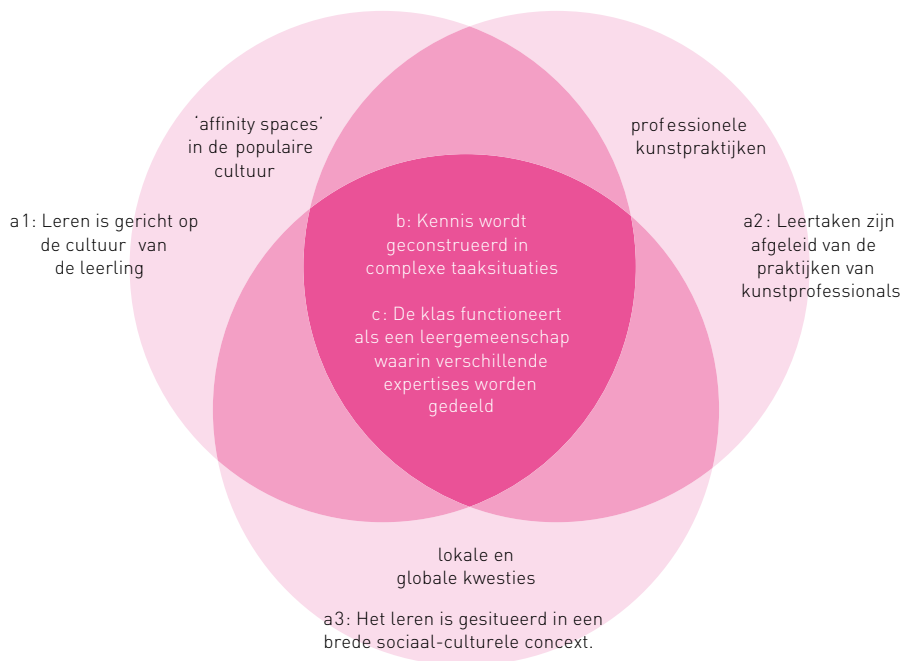 'affinity spaces'
in de populaire
cultuur
professionele
kunstpraktijken
a1: Leren is gericht op
de cultuur van
de leerling
b: Kennis wordt
geconstrueerd in
complexe taaksituaties
c: De klas functioneert
als een leergemeenschap
waarin verschillende
expertises worden
gedeeld
a2: Leertaken zijn
afgeleid van de
praktijken van
kunstprofessionals
lokale en
globale kwesties
a3: Het leren is gesitueerd in een
brede sociaal-culturele concext.